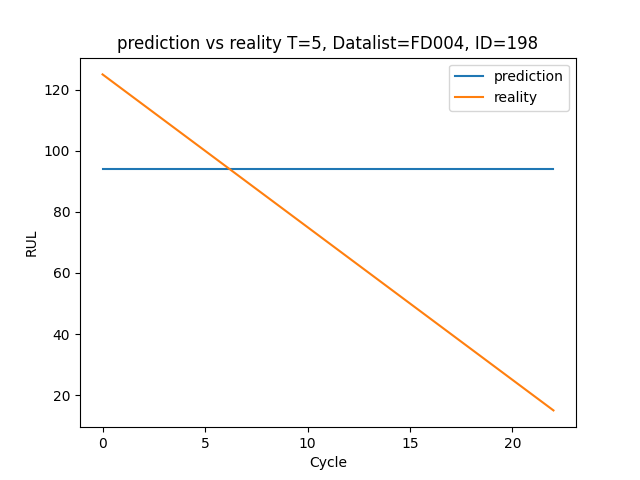 prediction vs reality T=5, Datalist=FD004, ID=198
prediction
reality
120
100
80
60
40
20
RUL
0
5
10
15
20
Cycle